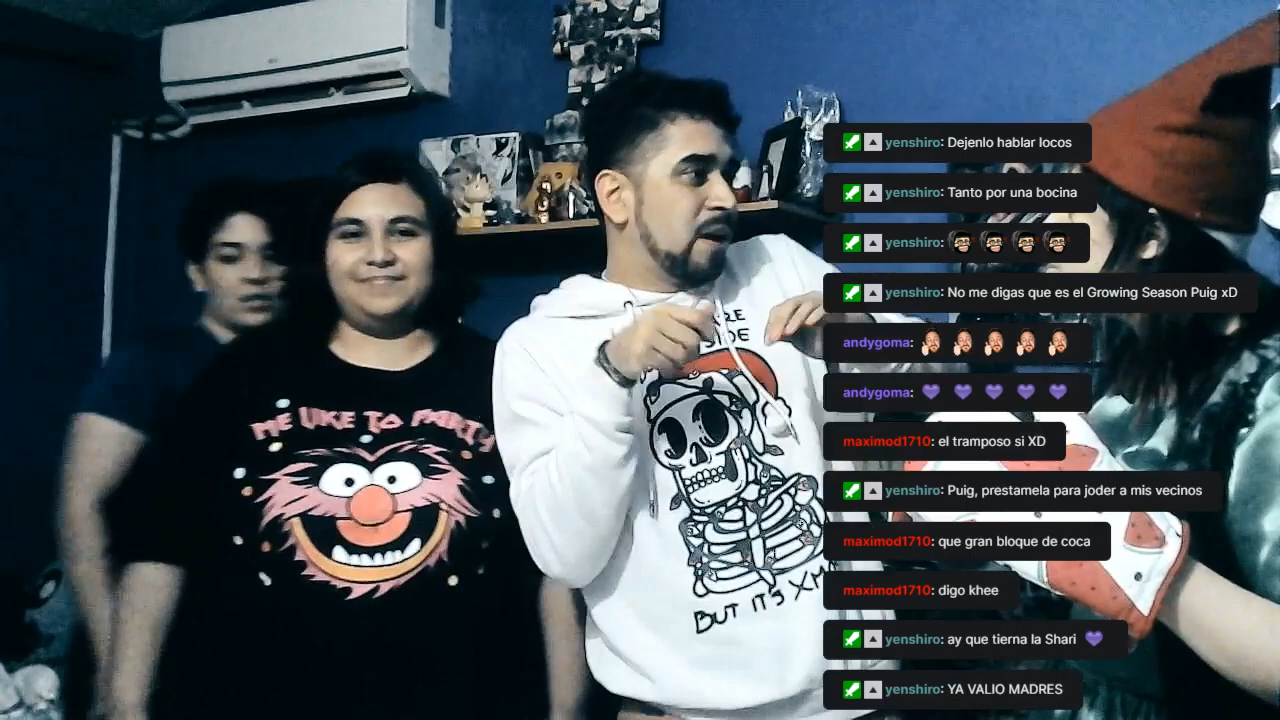 yenshiro: Dejenlo hablar locos
yenshiro: Tanto por una bocina
yenshiro:
yenshiro: No me digas que es el Growing Season Puig xD
andygoma:
andygoma: 💜 💜 💜 💜 💜
maximod1710: el tramposo si XD
yenshiro: Puig, prestamela para joder a mis vecinos
maximod1710: que gran bloque de coca
maximod1710: digo khee
yenshiro: ay que tierna la Shari 💜
yenshiro: YA VALIO MADRES
ME LIKE TO PARTY
BUT IT'S XM